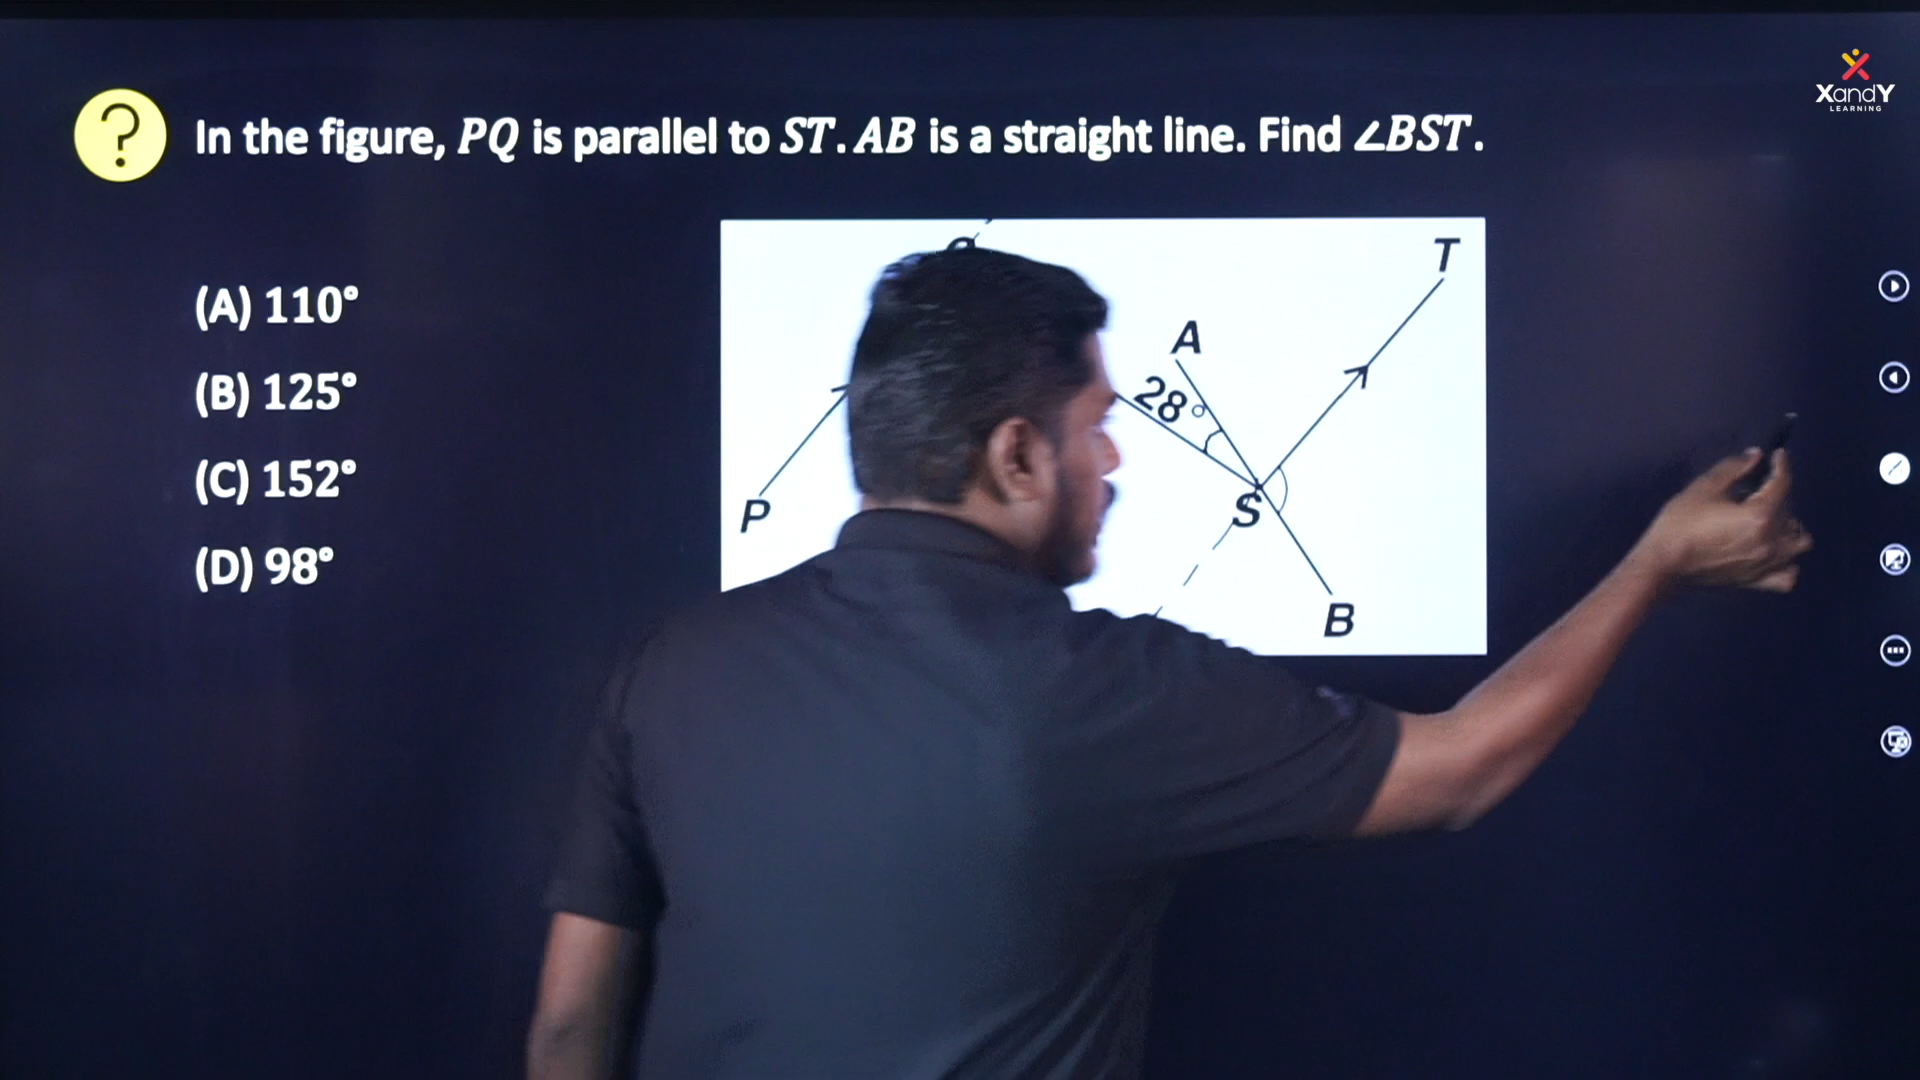 XandY
LEARNING
?
In the figure, PQ is parallel to ST. AB is a straight line. Find ∠BST.
(A) 110°
(B) 125°
(C) 152°
(D) 98°
T
A
28°
P
S
B